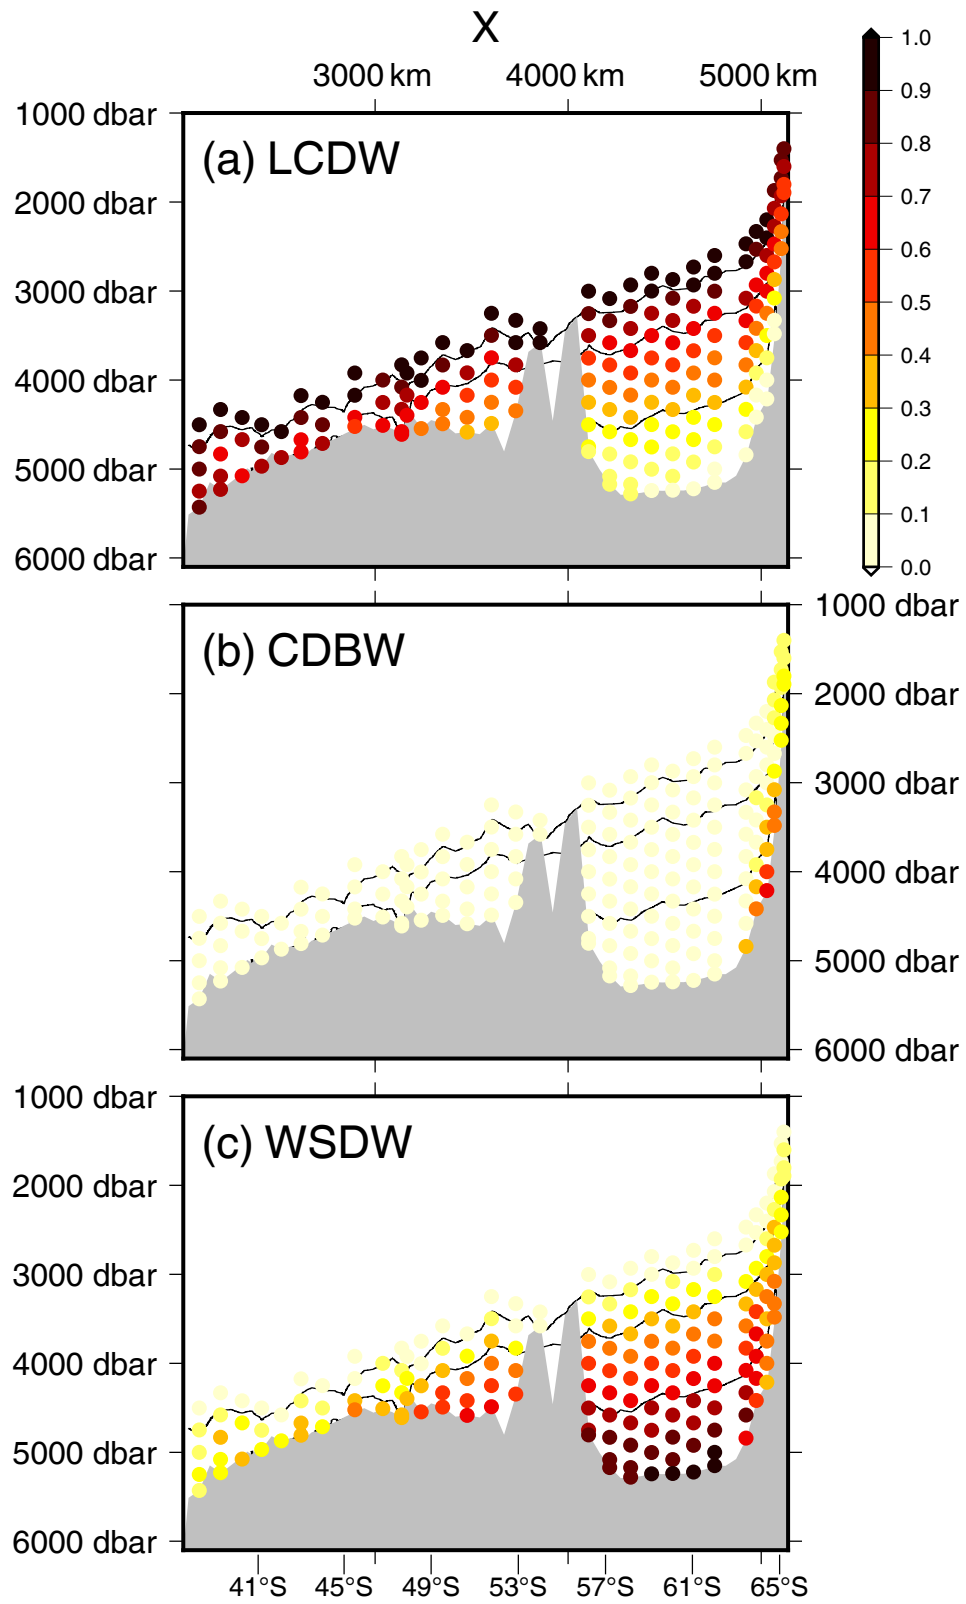 X
3000 km 4000 km 5000 km
1000 dbar
2000 dbar
3000 dbar
4000 dbar
5000 dbar
6000 dbar
(a) LCDW
1.0
0.9
0.8
0.7
0.6
0.5
0.4
0.3
0.2
0.1
0.0
(b) CDBW
1000 dbar
2000 dbar
3000 dbar
4000 dbar
5000 dbar
6000 dbar
1000 dbar
2000 dbar
3000 dbar
4000 dbar
5000 dbar
6000 dbar
(c) WSDW
41°S 45°S 49°S 53°S 57°S 61°S 65°S